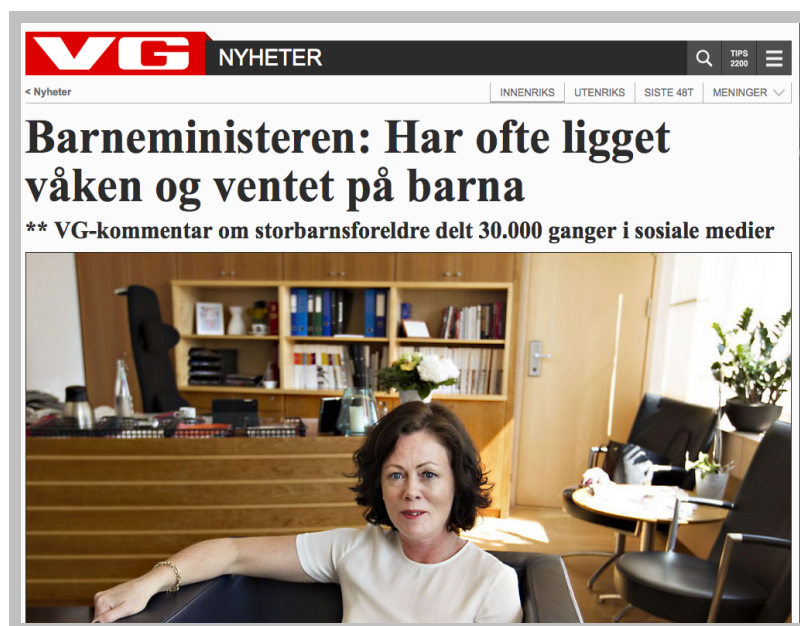 VG NYHETER
TIPS
2200
< Nyheter
INNENRIKS UTENRIKS SISTE 48T MENINGER
Barneministeren: Har ofte ligget
våken og ventet på barna
** VG-kommentar om storbarnsforeldre delt 30.000 ganger i sosiale medier